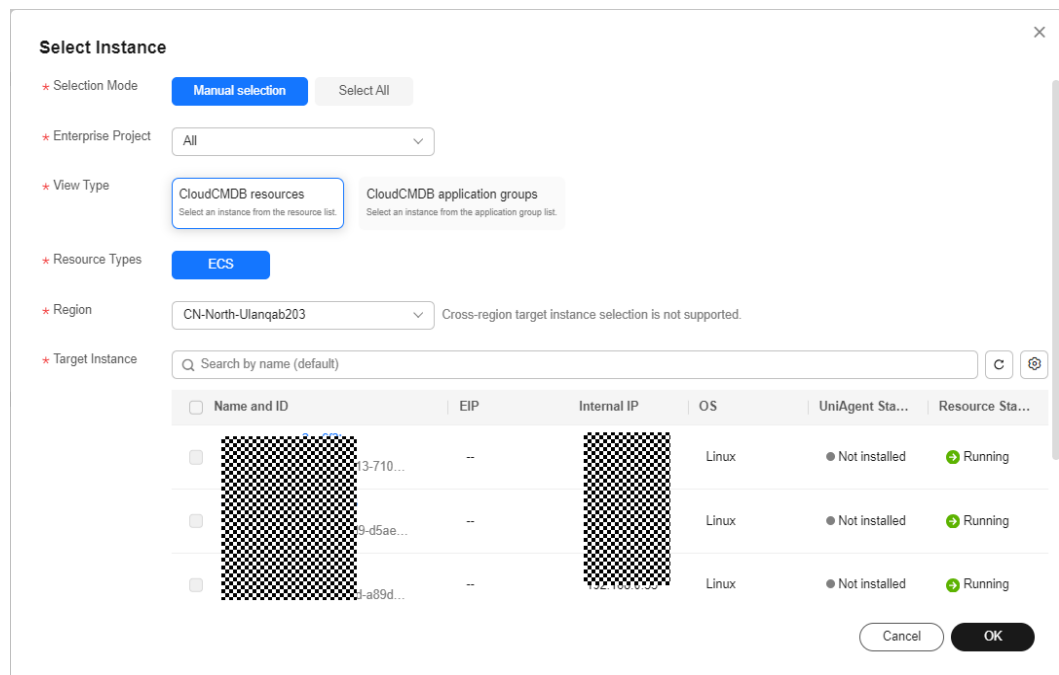 Select Instance
* Selection Mode
Manual selection Select All
* Enterprise Project
All
* View Type
CloudCMDB resources CloudCMDB application groups
Select an instance from the resource list. Select an instance from the application group list.
* Resource Types
ECS
* Region
CN-North-Ulanqab203 Cross-region target instance selection is not supported.
* Target Instance
Search by name (default)
Name and ID EIP Internal IP OS UniAgent Sta... Resource Sta...
-- Linux Not installed Running
13-710...
-- Linux Not installed Running
9-d5ae...
-- Linux Not installed Running
d-a89d...
Cancel OK